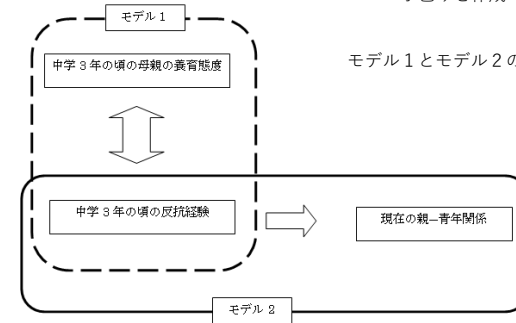 モデル 1
中学 3 年の頃の母親の養育態度
モデル１とモデル２の
中学 3 年の頃の反抗経験
現在の親―青年関係
モデル 2